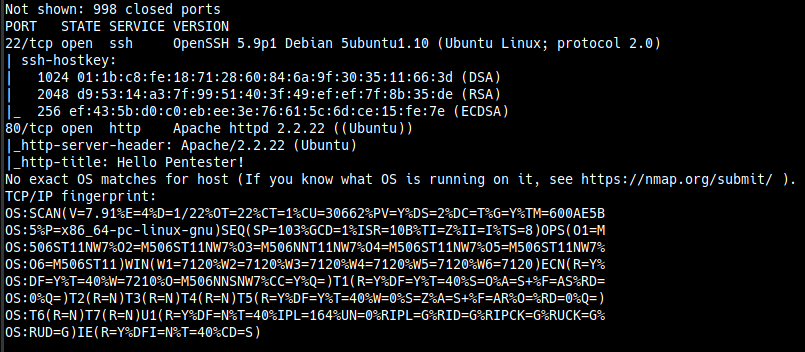 Not shown: 998 closed ports
PORT   STATE SERVICE VERSION
22/tcp open  ssh     OpenSSH 5.9p1 Debian 5ubuntu1.10 (Ubuntu Linux; protocol 2.0)
| ssh-hostkey:
|   1024 01:1b:c8:fe:18:71:28:60:84:6a:9f:30:35:11:66:3d (DSA)
|   2048 d9:53:14:a3:7f:99:51:40:3f:49:ef:ef:7f:8b:35:de (RSA)
|_  256 ef:43:5b:d0:c0:eb:ee:3e:76:61:5c:6d:ce:15:fe:7e (ECDSA)
80/tcp open  http    Apache httpd 2.2.22 ((Ubuntu))
|_http-server-header: Apache/2.2.22 (Ubuntu)
|_http-title: Hello Pentester!
No exact OS matches for host (If you know what OS is running on it, see https://nmap.org/submit/ ).
TCP/IP fingerprint:
OS:SCAN(V=7.91%E=4%D=1/22%OT=22%CT=1%CU=30662%PV=Y%DS=2%DC=T%G=Y%TM=600AE5B
OS:5%P=x86_64-pc-linux-gnu)SEQ(SP=103%GCD=1%ISR=10B%TI=Z%II=I%TS=8)OPS(O1=M
OS:506ST11NW7%O2=M506ST11NW7%O3=M506NNT11NW7%O4=M506ST11NW7%O5=M506ST11NW7%
OS:O6=M506ST11)WIN(W1=7120%W2=7120%W3=7120%W4=7120%W5=7120%W6=7120)ECN(R=Y%
OS:DF=Y%T=40%W=7210%O=M506NNSNW7%CC=Y%Q=)T1(R=Y%DF=Y%T=40%S=O%A=S+%F=AS%RD=
OS:0%Q=)T2(R=N)T3(R=N)T4(R=N)T5(R=Y%DF=Y%T=40%W=0%S=Z%A=S+%F=AR%O=%RD=0%Q=)
OS:T6(R=N)T7(R=N)U1(R=Y%DF=N%T=40%IPL=164%UN=0%RIPL=G%RID=G%RIPCK=G%RUCK=G%
OS:RUD=G)IE(R=Y%DFI=N%T=40%CD=S)